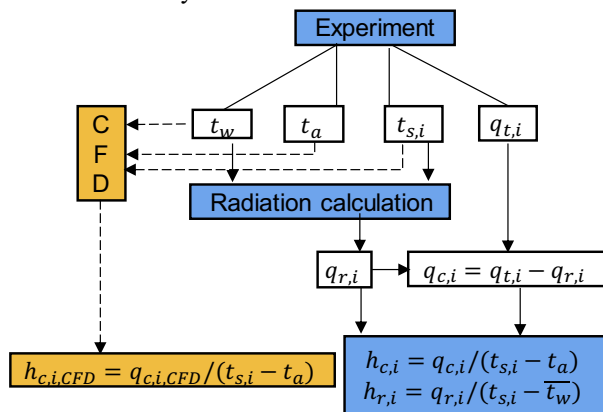 Experiment
C
F
D
t_w
t_a
t_{s,i}
q_{t,i}
Radiation calculation
q_{r,i}
q_{c,i} = q_{t,i} − q_{r,i}
h_{c,i,CFD} = q_{c,i,CFD}/(t_{s,i} − t_a)
h_{c,i} = q_{c,i}/(t_{s,i} − t_a)
h_{r,i} = q_{r,i}/(t_{s,i} − \overline{t_w})